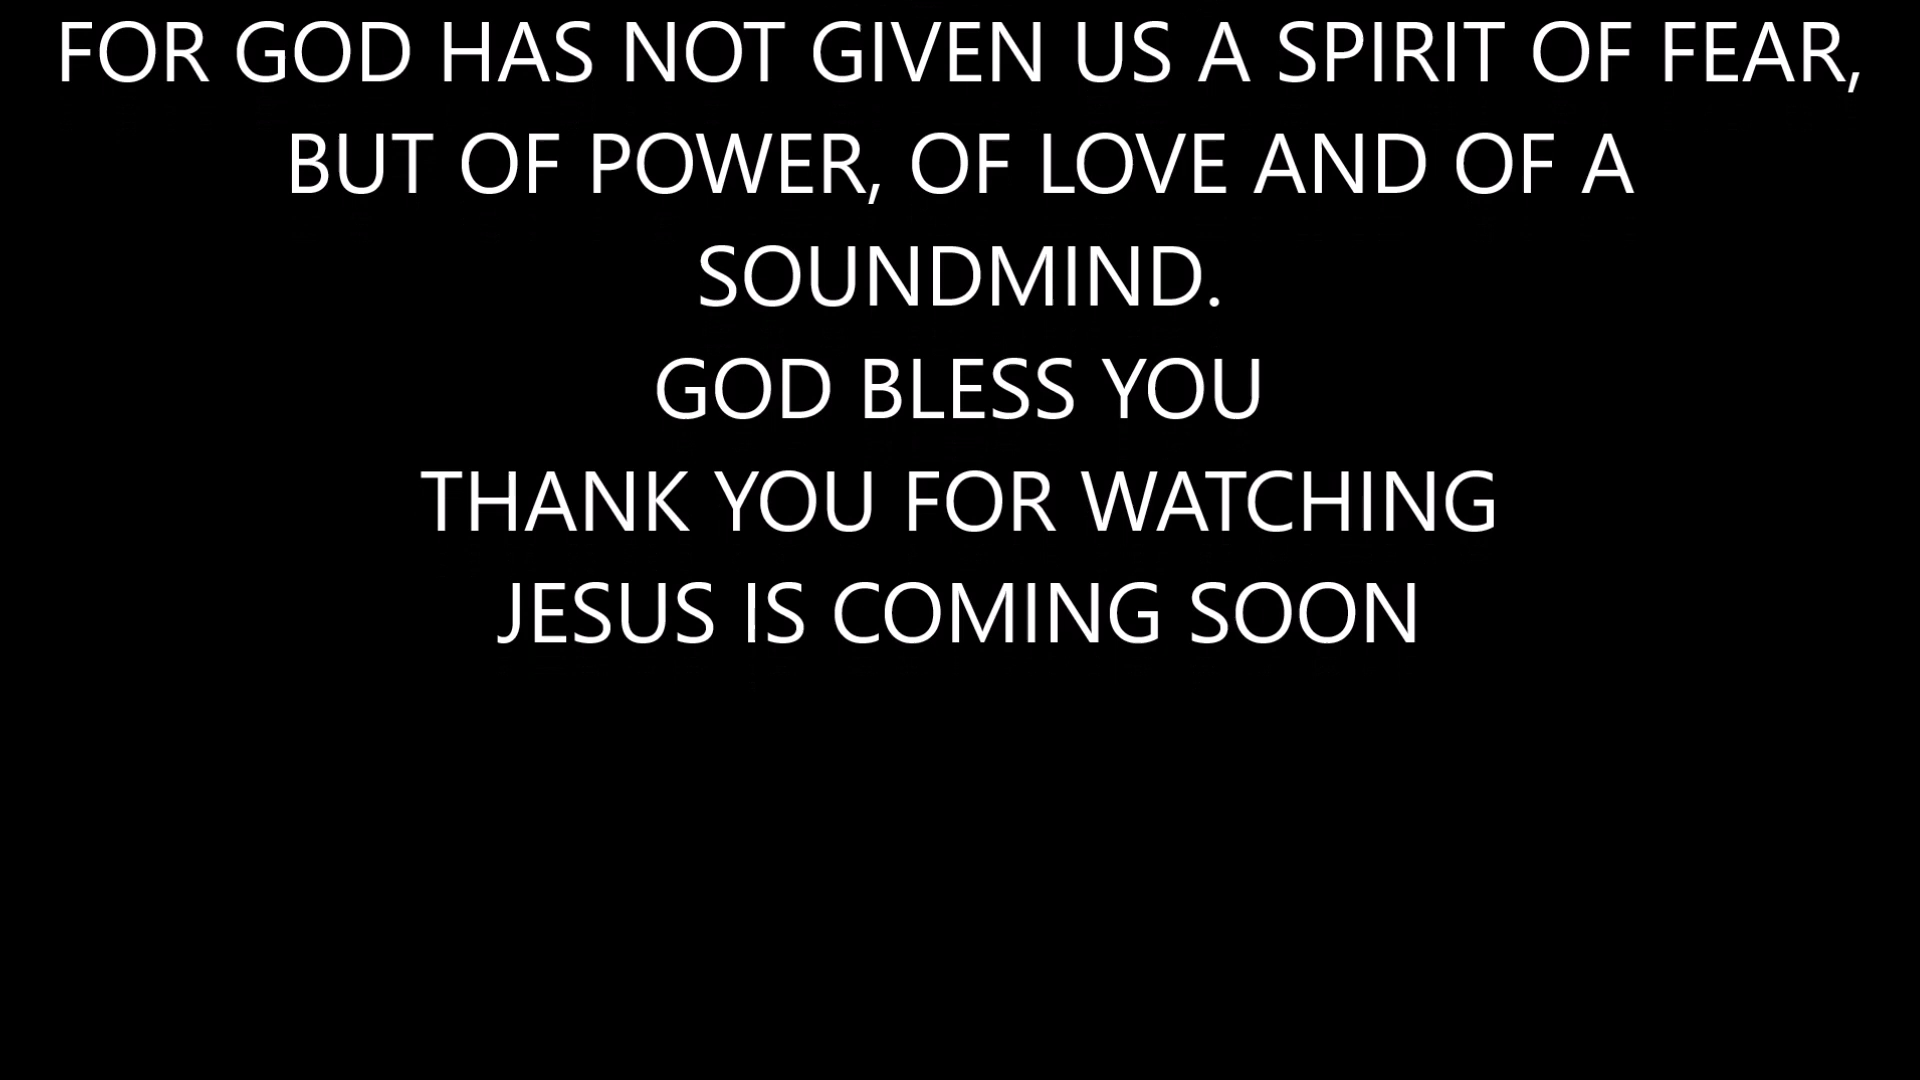 FOR GOD HAS NOT GIVEN US A SPIRIT OF FEAR,
BUT OF POWER, OF LOVE AND OF A
SOUNDMIND.
GOD BLESS YOU
THANK YOU FOR WATCHING
JESUS IS COMING SOON